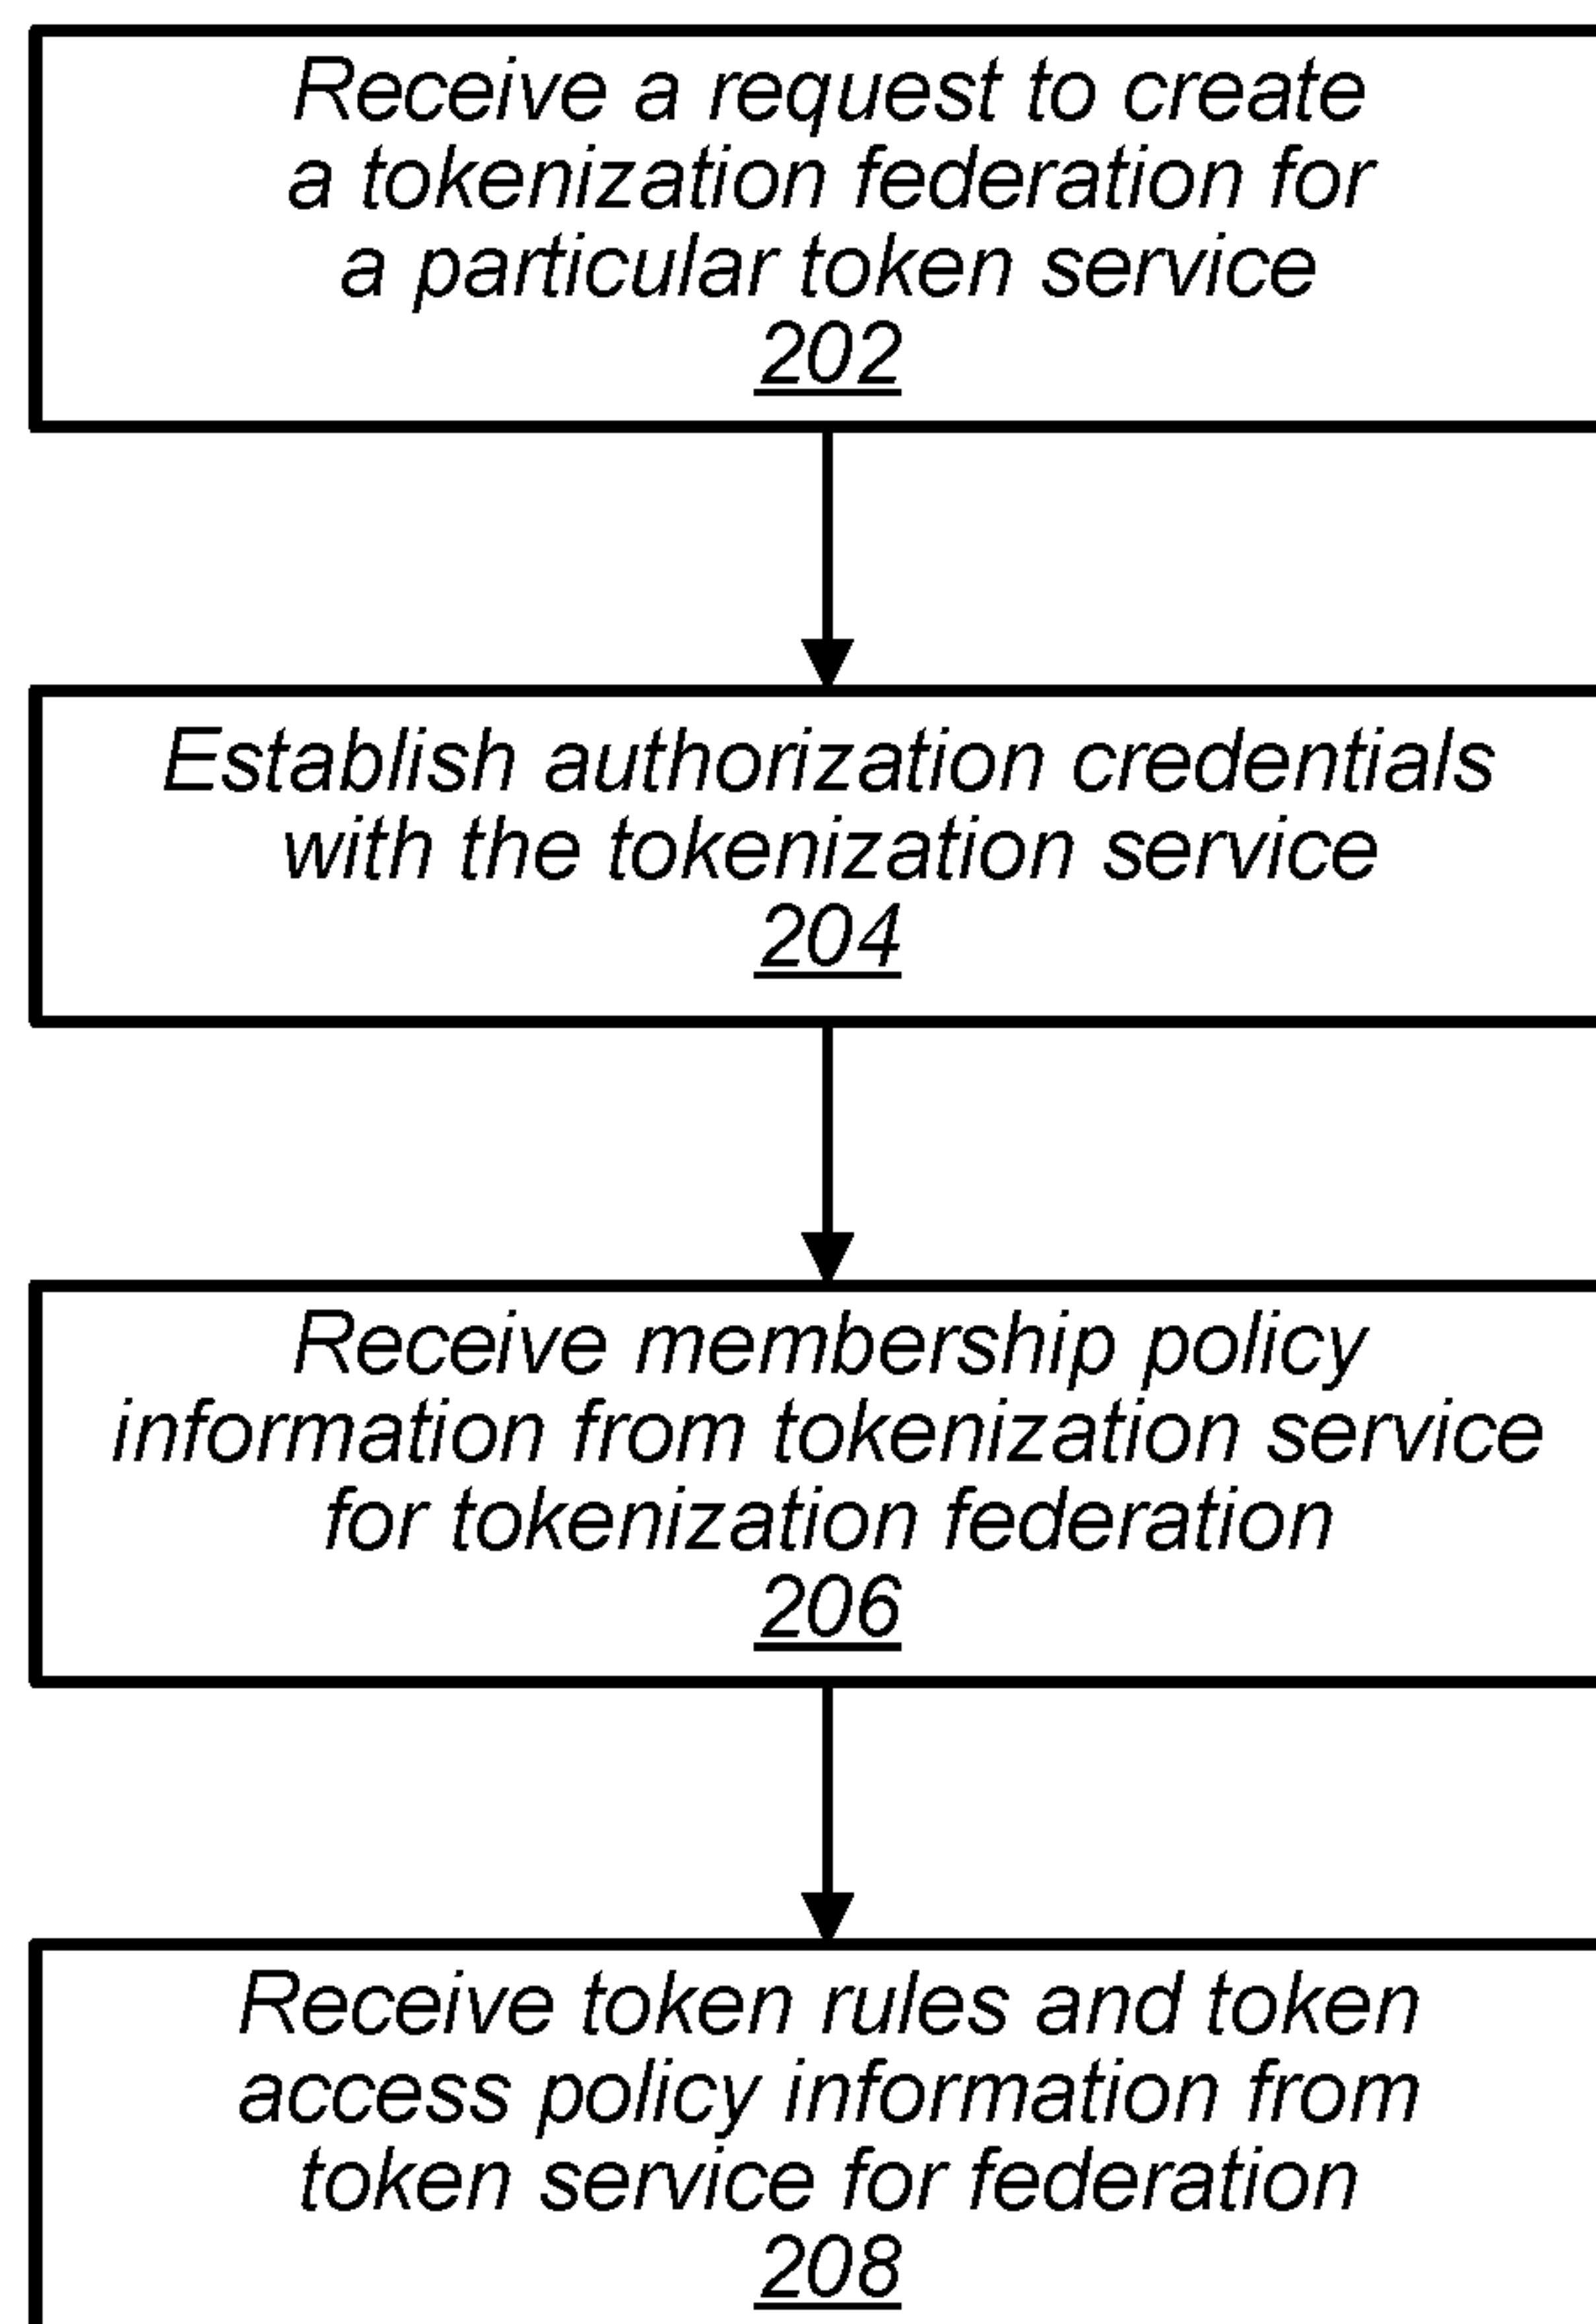 Receive a request to create
a tokenization federation for
a particular token service
202
Establish authorization credentials
with the tokenization service
204
Receive membership policy
information from tokenization service
for tokenization federation
206
Receive token rules and token
access policy information from
token service for federation
208